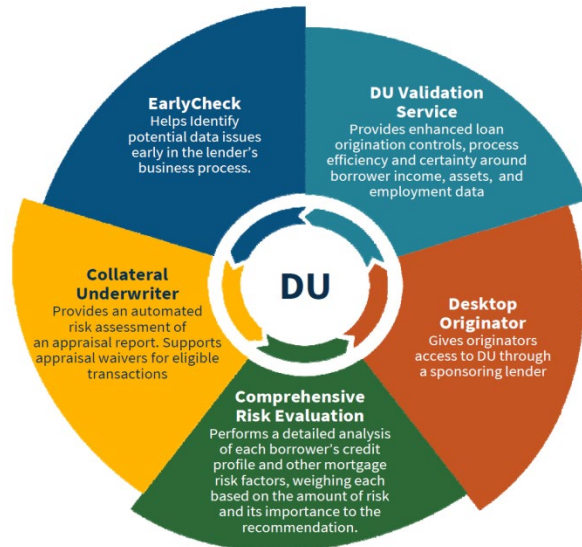 EarlyCheck
Helps Identify
potential data issues
early in the lender's
business process.
DU Validation
Service
Provides enhanced loan
origination controls, process
efficiency and certainty around
borrower income, assets, and
employment data
DU
Collateral
Underwriter
Provides an automated
risk assessment of
an appraisal report. Supports
appraisal waivers for eligible
transactions
Desktop
Originator
Gives originators
access to DU through
a sponsoring lender
Comprehensive
Risk Evaluation
Performs a detailed analysis
of each borrower's credit
profile and other mortgage
risk factors, weighing each
based on the amount of risk
and its importance to the
recommendation.